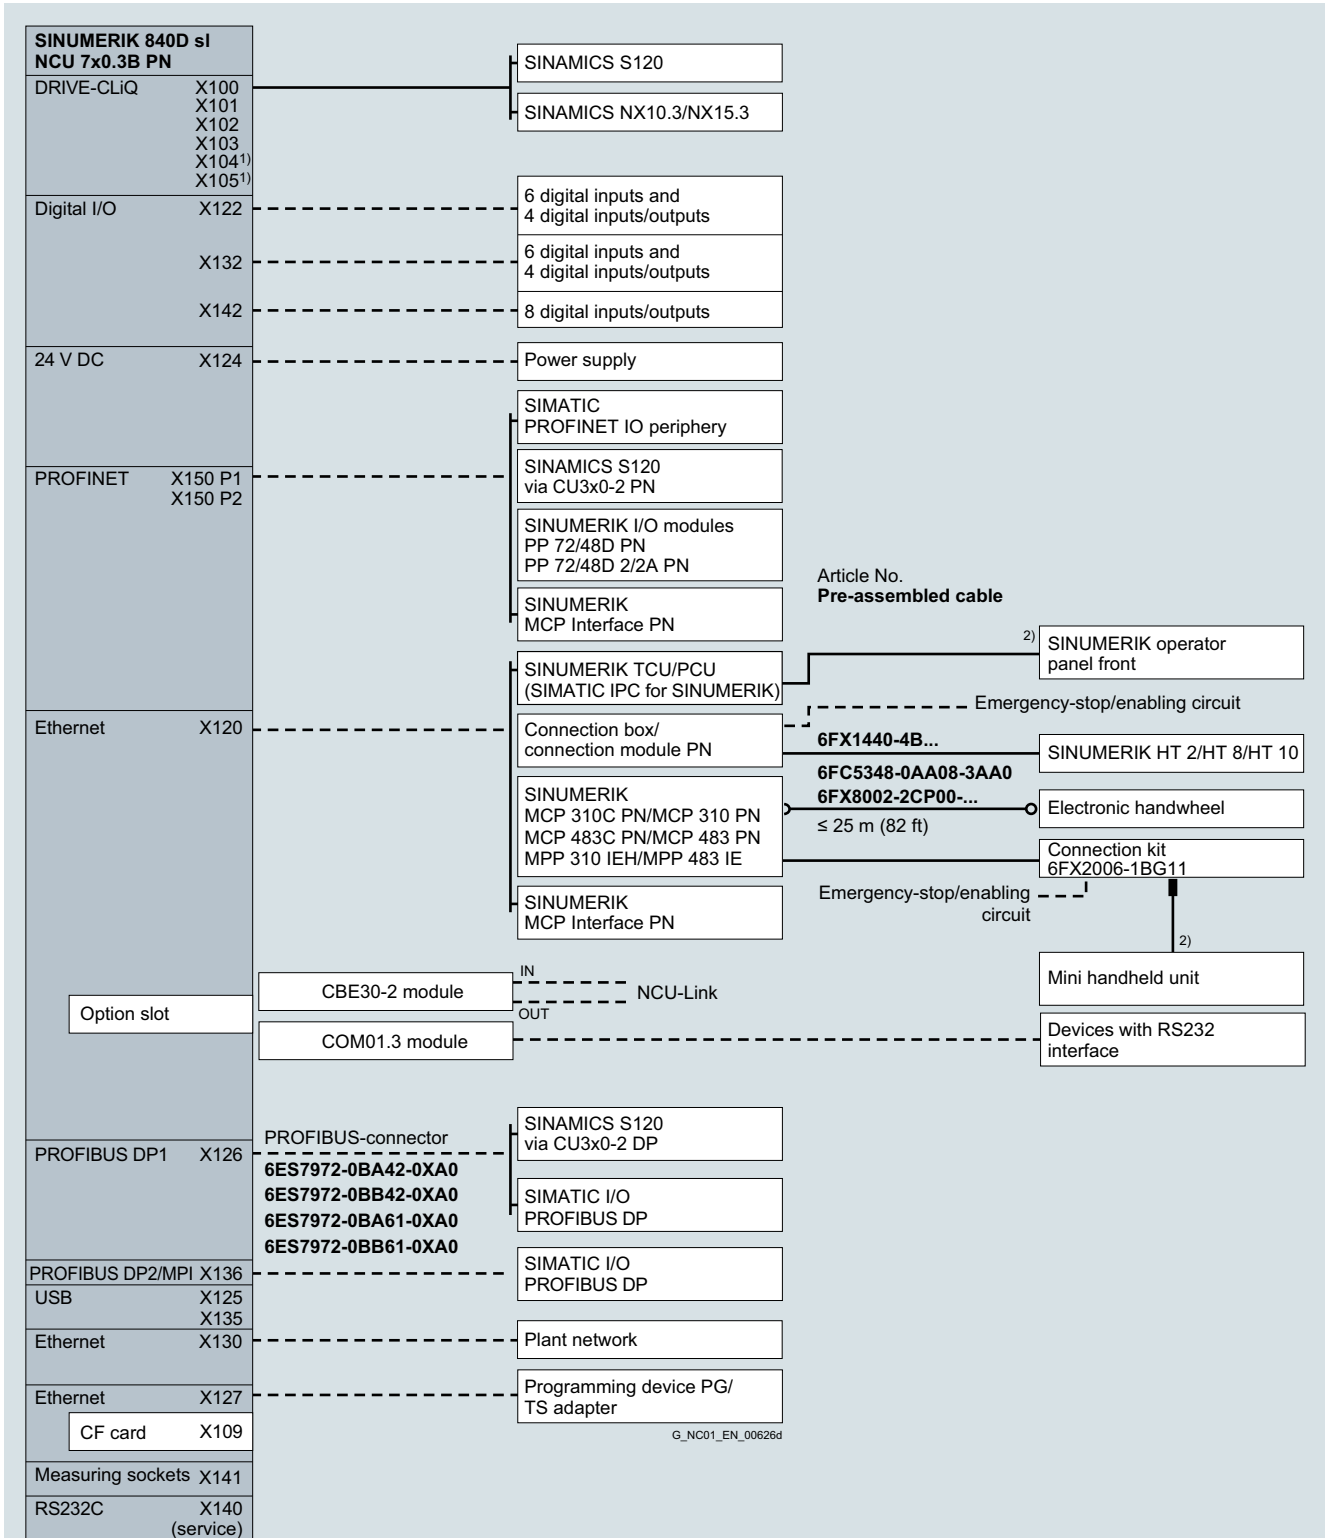 SINUMERIK 840D sl
NCU 7x0.3B PN
DRIVE-CLiQ X100
X101
X102
X103
X104 1)
X105 1)
SINAMICS S120
SINAMICS NX10.3/NX15.3
Digital I/O X122
6 digital inputs and
4 digital inputs/outputs
X132
6 digital inputs and
4 digital inputs/outputs
X142
8 digital inputs/outputs
24 V DC X124
Power supply
SIMATIC
PROFINET IO periphery
PROFINET X150 P1
X150 P2
SINAMICS S120
via CU3x0-2 PN
SINUMERIK I/O modules
PP 72/48D PN
PP 72/48D 2/2A PN
SINUMERIK
MCP Interface PN
Article No.
Pre-assembled cable
SINUMERIK TCU/PCU
(SIMATIC IPC for SINUMERIK)
2)
SINUMERIK operator
panel front
Ethernet X120
Connection box/
connection module PN
Emergency-stop/enabling circuit
6FX1440-4B...
SINUMERIK HT 2/HT 8/HT 10
SINUMERIK
MCP 310C PN/MCP 310 PN
MCP 483C PN/MCP 483 PN
MPP 310 IEH/MPP 483 IE
6FC5348-0AA08-3AA0
6FX8002-2CP00-...
≤ 25 m (82 ft)
Electronic handwheel
Connection kit
6FX2006-1BG11
SINUMERIK
MCP Interface PN
Emergency-stop/enabling
circuit
2)
Mini handheld unit
Option slot
CBE30-2 module
IN
OUT
NCU-Link
COM01.3 module
Devices with RS232
interface
PROFIBUS DP1 X126
PROFIBUS-connector
6ES7972-0BA42-0XA0
6ES7972-0BB42-0XA0
6ES7972-0BA61-0XA0
6ES7972-0BB61-0XA0
SINAMICS S120
via CU3x0-2 DP
SIMATIC I/O
PROFIBUS DP
PROFIBUS DP2/MPI X136
SIMATIC I/O
PROFIBUS DP
USB X125
X135
Ethernet X130
Plant network
Ethernet X127
Programming device PG/
TS adapter
CF card X109
G_NC01_EN_00626d
Measuring sockets X141
RS232C X140
(service)